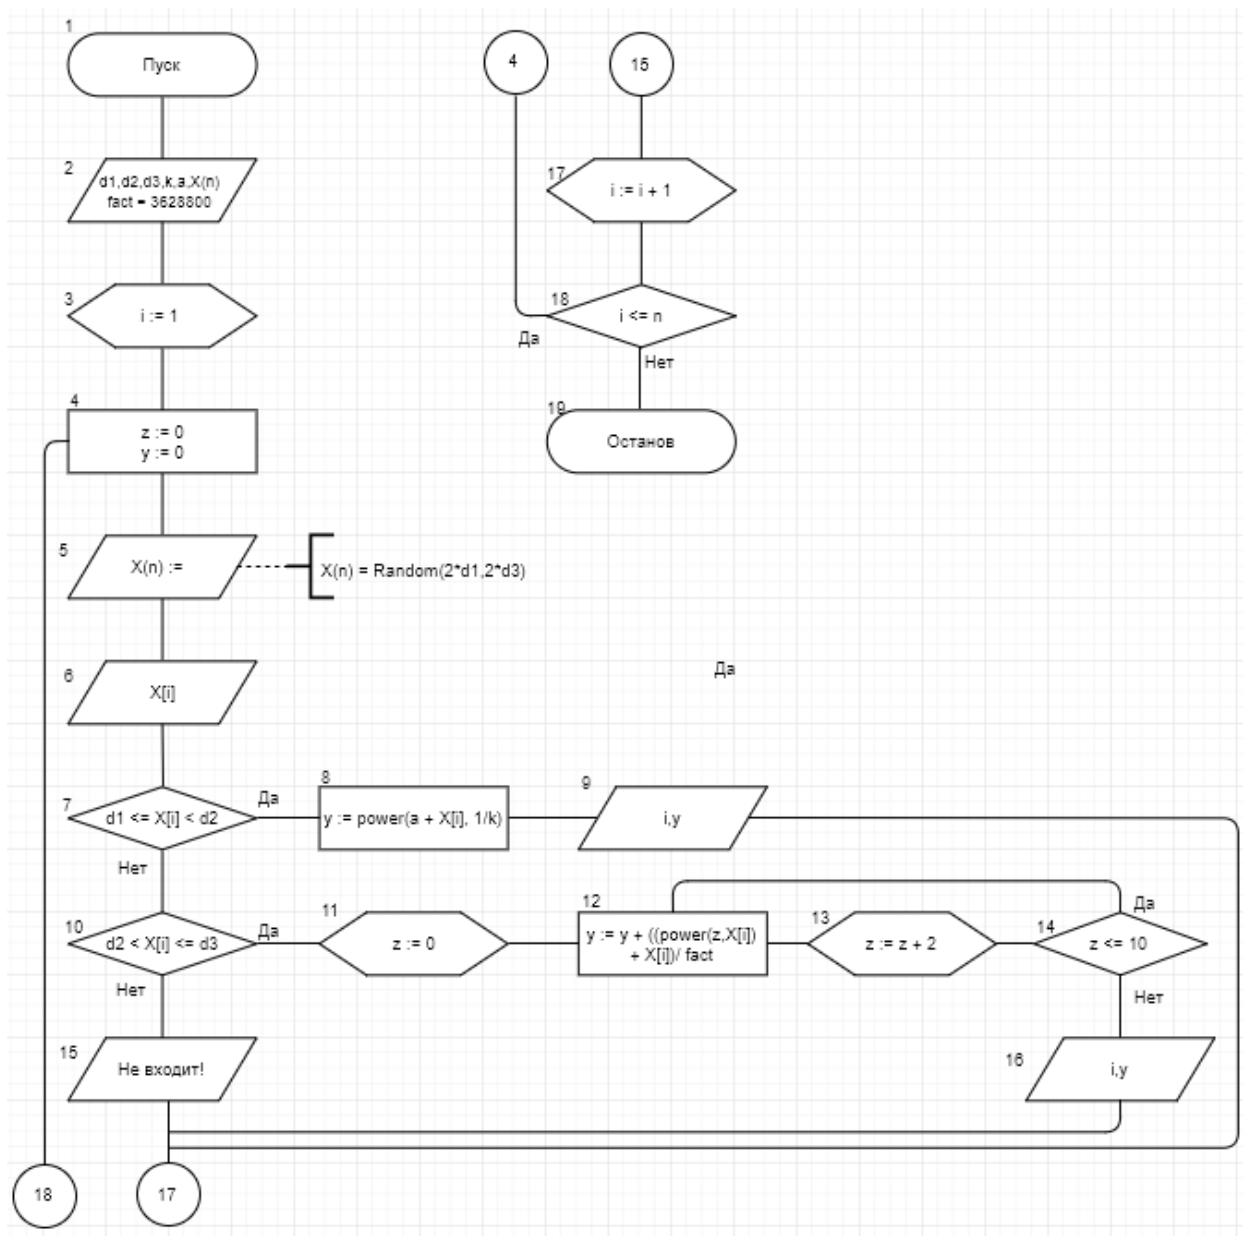 1
Пуск
2
d1,d2,d3,k,a,X(n)
fact = 3628800
3
i := 1
4
z := 0
y := 0
5
X(n) :=
X(n) = Random(2*d1,2*d3)
6
X[i]
7
d1 <= X[i] < d2
Да
Нет
8
y := power(a + X[i], 1/k)
9
i,y
10
d2 < X[i] <= d3
Да
Нет
11
z := 0
12
y := y + ((power(z,X[i])
+ X[i])/ fact
13
z := z + 2
14
z <= 10
Да
Нет
15
Не входит!
16
i,y
18
17
4
15
17
i := i + 1
18
i <= n
Да
Нет
19
Останов
Да